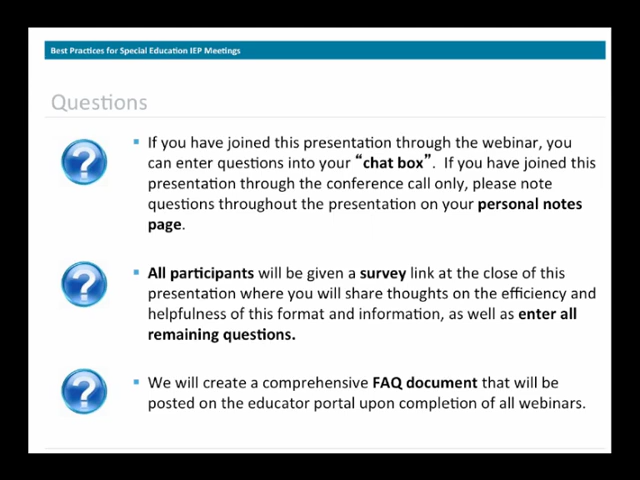 Best Practices for Special Education IEP Meetings
Questions
If you have joined this presentation through the webinar, you
can enter questions into your “chat box”. If you have joined this
presentation through the conference call only, please note
questions throughout the presentation on your personal notes
page.
All participants will be given a survey link at the close of this
presentation where you will share thoughts on the efficiency and
helpfulness of this format and information, as well as enter all
remaining questions.
We will create a comprehensive FAQ document that will be
posted on the educator portal upon completion of all webinars.